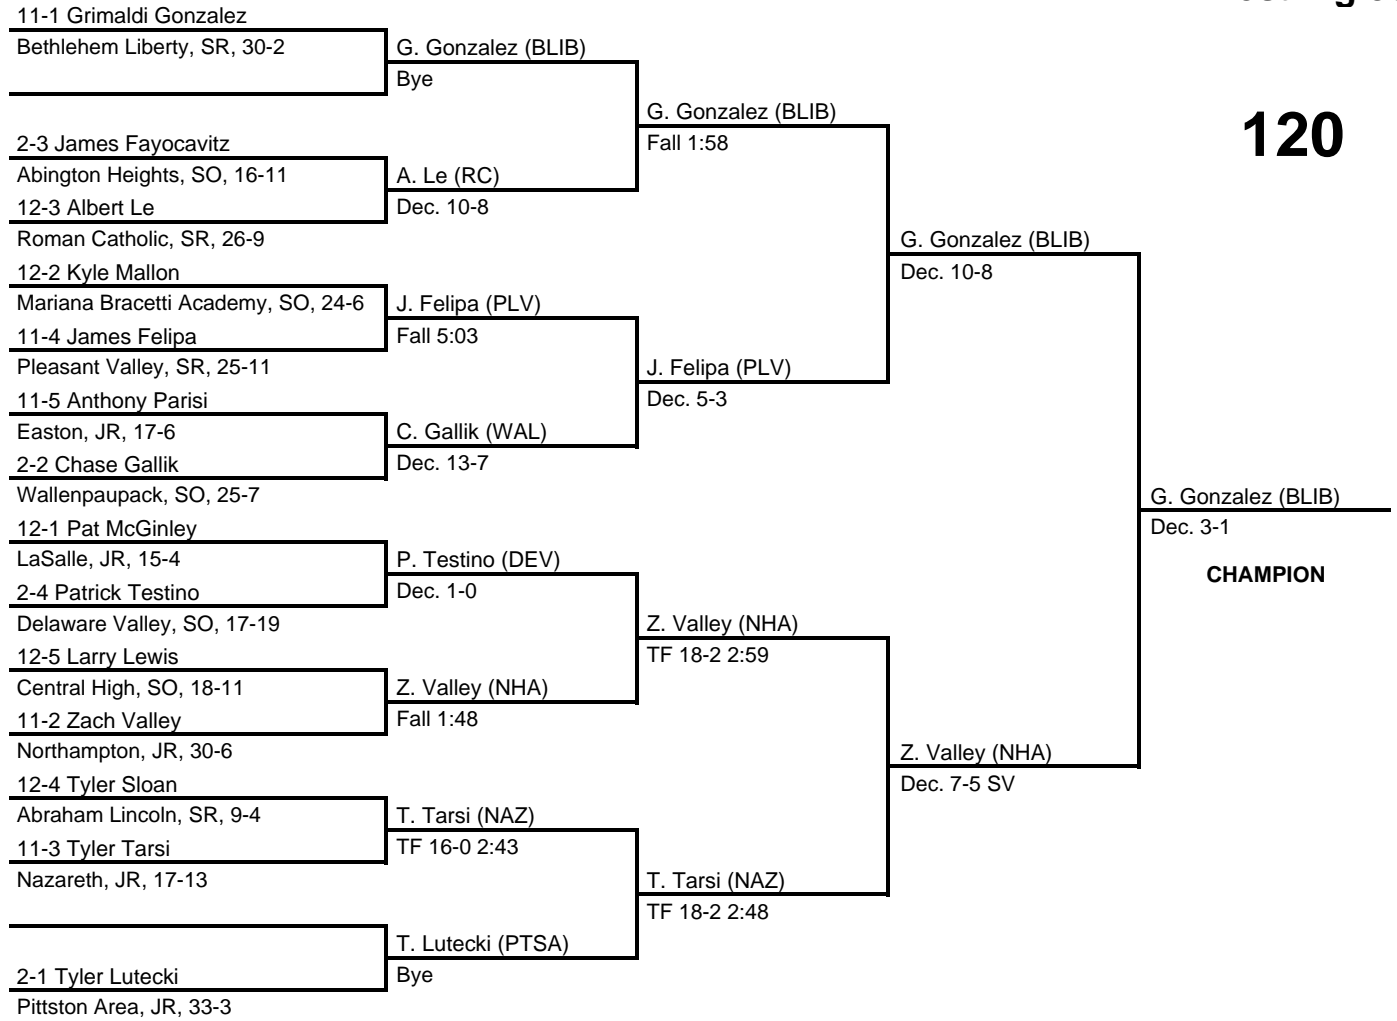 11-1 Grimaldi Gonzalez
Bethlehem Liberty, SR, 30-2
G. Gonzalez (BLIB)
Bye
G. Gonzalez (BLIB)
Fall 1:58
120
2-3 James Fayocavitz
Abington Heights, SO, 16-11
A. Le (RC)
12-3 Albert Le
Dec. 10-8
Roman Catholic, SR, 26-9
G. Gonzalez (BLIB)
Dec. 10-8
12-2 Kyle Mallon
Mariana Bracetti Academy, SO, 24-6
J. Felipa (PLV)
11-4 James Felipa
Fall 5:03
Pleasant Valley, SR, 25-11
J. Felipa (PLV)
Dec. 5-3
11-5 Anthony Parisi
Easton, JR, 17-6
C. Gallik (WAL)
2-2 Chase Gallik
Dec. 13-7
Wallenpaupack, SO, 25-7
G. Gonzalez (BLIB)
Dec. 3-1
CHAMPION
12-1 Pat McGinley
LaSalle, JR, 15-4
P. Testino (DEV)
2-4 Patrick Testino
Dec. 1-0
Delaware Valley, SO, 17-19
Z. Valley (NHA)
TF 18-2 2:59
12-5 Larry Lewis
Central High, SO, 18-11
Z. Valley (NHA)
11-2 Zach Valley
Fall 1:48
Northampton, JR, 30-6
Z. Valley (NHA)
Dec. 7-5 SV
12-4 Tyler Sloan
Abraham Lincoln, SR, 9-4
T. Tarsi (NAZ)
11-3 Tyler Tarsi
TF 16-0 2:43
Nazareth, JR, 17-13
T. Tarsi (NAZ)
TF 18-2 2:48
T. Lutecki (PTSA)
2-1 Tyler Lutecki
Bye
Pittston Area, JR, 33-3